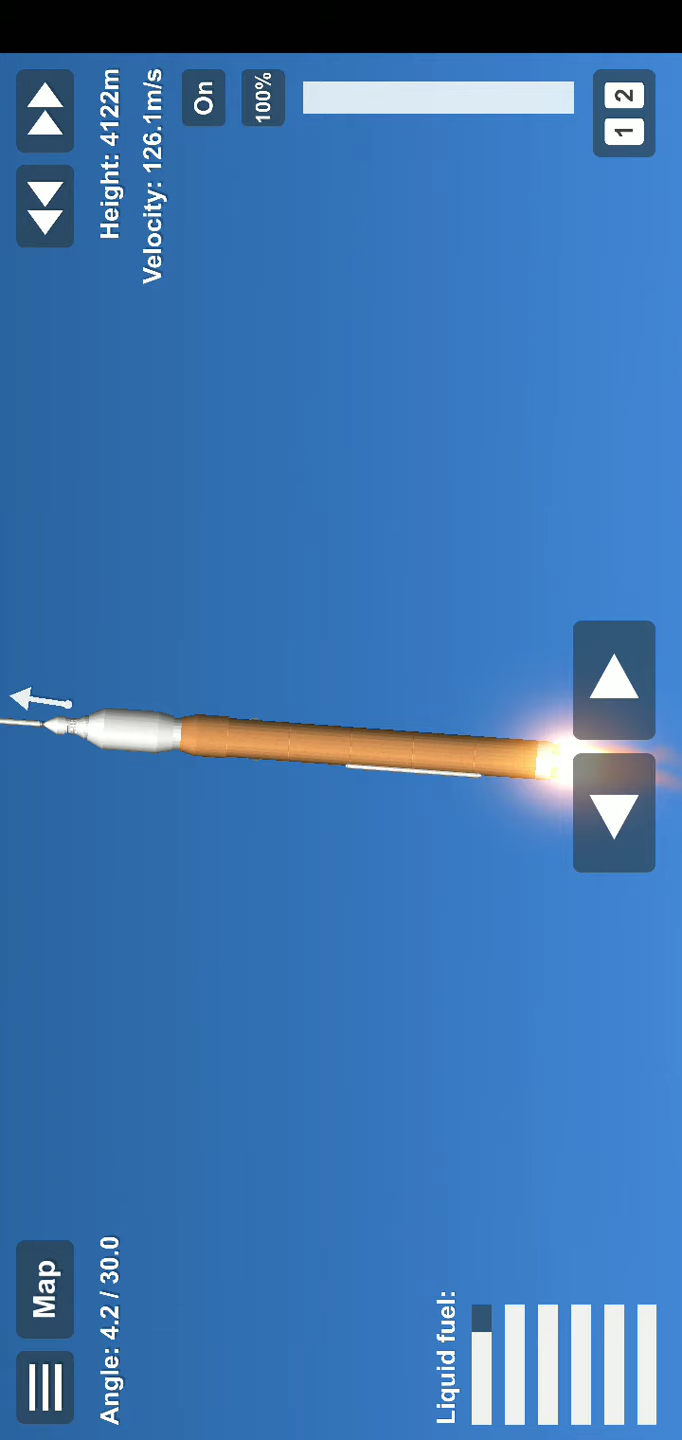 Map
Angle: 4.2 / 30.0
Height: 4122m
Velocity: 126.1m/s
On
100%
Liquid fuel:
1 2